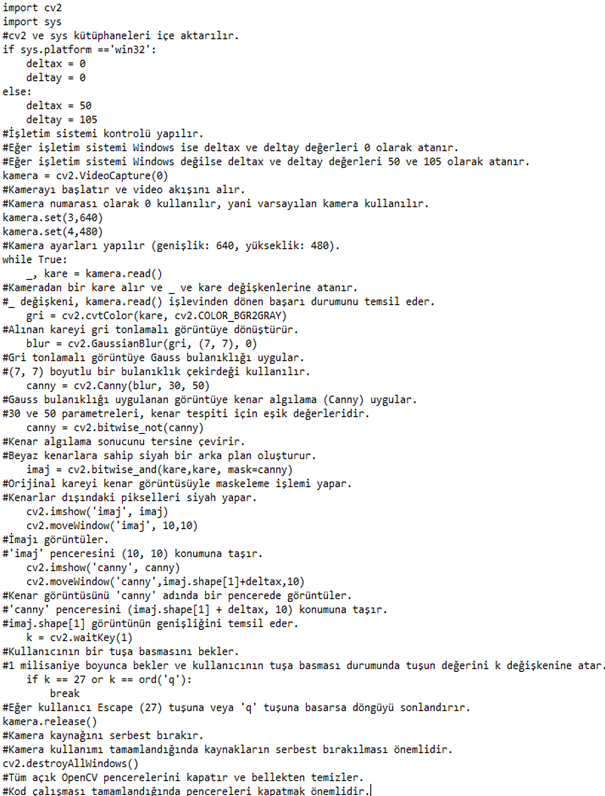 import cv2
import sys
#cv2 ve sys kütüphaneleri içe aktarılır.
if sys.platform =='win32':
    deltax = 0
    deltay = 0
else:
    deltax = 50
    deltay = 105
#İşletim sistemi kontrolü yapılır.
#Eğer işletim sistemi Windows ise deltax ve deltay değerleri 0 olarak atanır.
#Eğer işletim sistemi Windows değilse deltax ve deltay değerleri 50 ve 105 olarak atanır.
kamera = cv2.VideoCapture(0)
#Kamerayı başlatır ve video akışını alır.
#Kamera numarası olarak 0 kullanılır, yani varsayılan kamera kullanılır.
kamera.set(3,640)
kamera.set(4,480)
#Kamera ayarları yapılır (genişlik: 640, yükseklik: 480).
while True:
    _, kare = kamera.read()
#Kameradan bir kare alır ve _ ve kare değişkenlerine atanır.
#_ değişkeni, kamera.read() işlevinden dönen başarı durumunu temsil eder.
    gri = cv2.cvtColor(kare, cv2.COLOR_BGR2GRAY)
#Alınan kareyi gri tonlamalı görüntüye dönüştürür.
    blur = cv2.GaussianBlur(gri, (7, 7), 0)
#Gri tonlamalı görüntüye Gauss bulanıklığı uygular.
#(7, 7) boyutlu bir bulanıklık çekirdeği kullanılır.
    canny = cv2.Canny(blur, 30, 50)
#Gauss bulanıklığı uygulanan görüntüye kenar algılama (Canny) uygular.
#30 ve 50 parametreleri, kenar tespiti için eşik değerleridir.
    canny = cv2.bitwise_not(canny)
#Kenar algılama sonucunu tersine çevirir.
#Beyaz kenarlara sahip siyah bir arka plan oluşturur.
    imaj = cv2.bitwise_and(kare,kare, mask=canny)
#Orijinal kareyi kenar görüntüsüyle maskeleme işlemi yapar.
#Kenarlar dışındaki pikselleri siyah yapar.
    cv2.imshow('imaj', imaj)
    cv2.moveWindow('imaj', 10,10)
#İmajı görüntüler.
#'imaj' penceresini (10, 10) konumuna taşır.
    cv2.imshow('canny', canny)
    cv2.moveWindow('canny',imaj.shape[1]+deltax,10)
#Kenar görüntüsünü 'canny' adında bir pencerede görüntüler.
#'canny' penceresini (imaj.shape[1] + deltax, 10) konumuna taşır.
#imaj.shape[1] görüntünün genişliğini temsil eder.
    k = cv2.waitKey(1)
#Kullanıcının bir tuşa basmasını bekler.
#1 milisaniye boyunca bekler ve kullanıcının tuşa basması durumunda tuşun değerini k değişkenine atar.
    if k == 27 or k == ord('q'):
        break
#Eğer kullanıcı Escape (27) tuşuna veya 'q' tuşuna basarsa döngüyü sonlandırır.
kamera.release()
#Kamera kaynağını serbest bırakır.
#Kamera kullanımı tamamlandığında kaynakların serbest bırakılması önemlidir.
cv2.destroyAllWindows()
#Tüm açık OpenCV pencerelerini kapatır ve bellekten temizler.
#Kod çalışması tamamlandığında pencereleri kapatmak önemlidir.